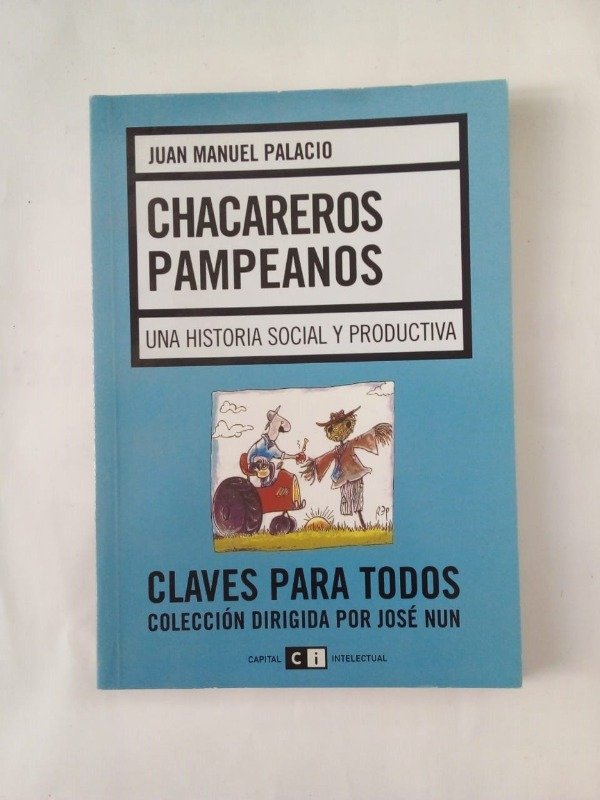 JUAN MANUEL PALACIO
CHACAREROS
PAMPEANOS
UNA HISTORIA SOCIAL Y PRODUCTIVA
CLAVES PARA TODOS
COLECCIÓN DIRIGIDA POR JOSÉ NUN
CAPITAL Ci INTELECTUAL